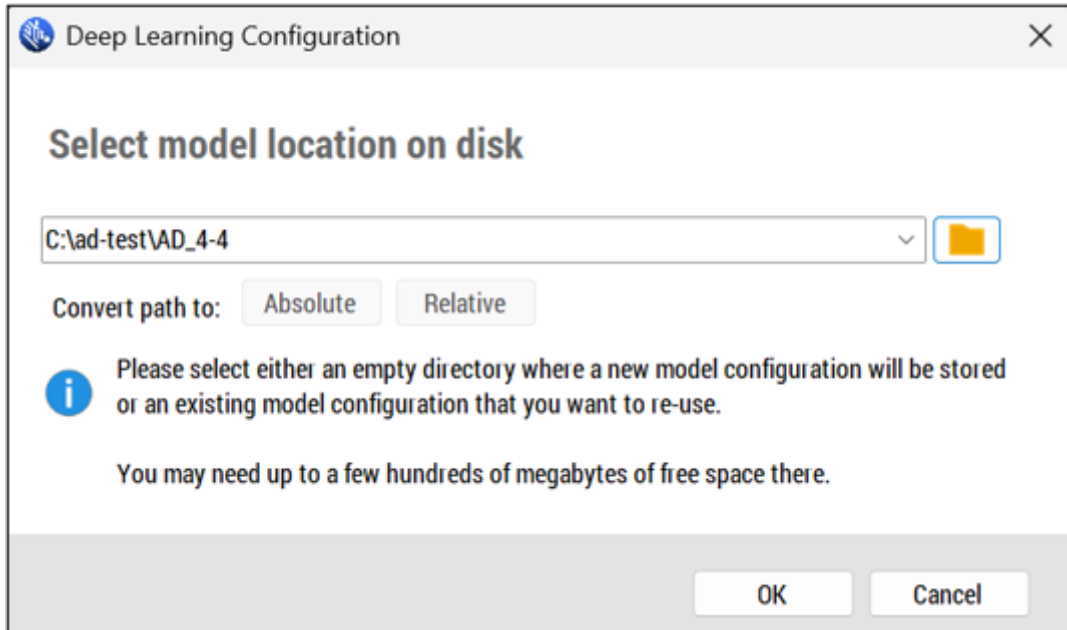 Deep Learning Configuration
Select model location on disk
C:\ad-test\AD_4-4
Convert path to: Absolute Relative
Please select either an empty directory where a new model configuration will be stored
or an existing model configuration that you want to re-use.
You may need up to a few hundreds of megabytes of free space there.
OK Cancel